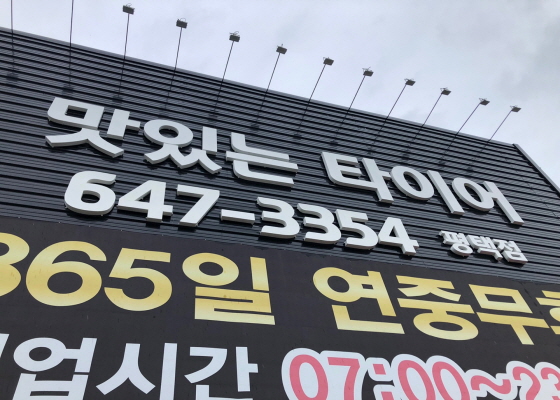 맛있는 타이어
647-3354 평택점
365일 연중무
업시간 07:00~2